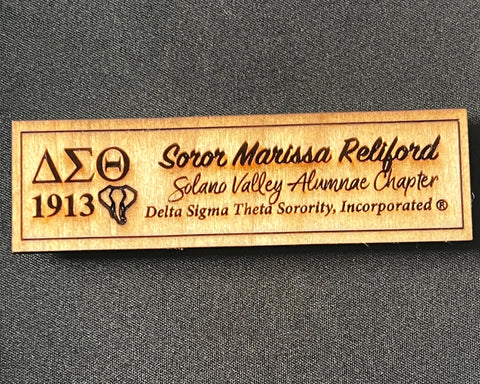 ΔΣΘ
1913
Soror Marissa Reliford
Solano Valley Alumnae Chapter
Delta Sigma Theta Sorority, Incorporated ®